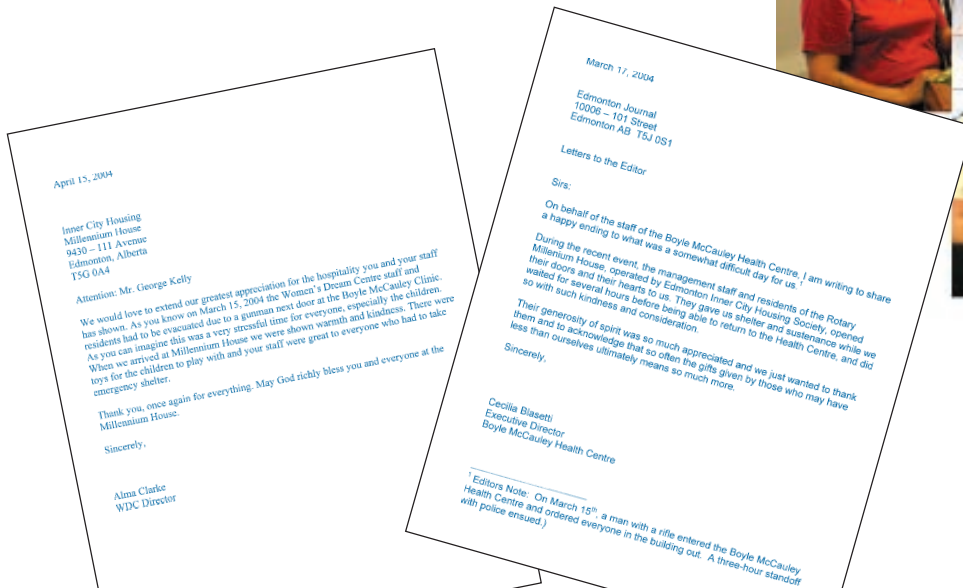 April 15, 2004
Inner City Housing
Millennium House
9430 – 111 Avenue
Edmonton, Alberta
T5G 0A4
Attention: Mr. George Kelly
We would love to extend our greatest appreciation for the hospitality you and your staff
has shown. As you know on March 15, 2004 the Women's Dream Centre staff and
residents had to be evacuated due to a gunman next door at the Boyle McCauley Clinic.
As you can imagine this was a very stressful time for everyone, especially the children.
When we arrived at Millennium House we were shown warmth and kindness. There were
toys for the children to play with and your staff were great to everyone who had to take
emergency shelter.
Thank you, once again for everything. May God richly bless you and everyone at the
Millennium House.
Sincerely,
Alma Clarke
WDC Director
March 17, 2004
Edmonton Journal
10006 – 101 Street
Edmonton AB T5J 0S1
Letters to the Editor
Sirs:
On behalf of the staff of the Boyle McCauley Health Centre, I am writing to share
a happy ending to what was a somewhat difficult day for us.¹
During the recent event, the management staff and residents of the Rotary
Millenium House, operated by Edmonton Inner City Housing Society, opened
their doors and their hearts to us. They gave us shelter and sustenance while we
waited for several hours before being able to return to the Health Centre, and did
so with such kindness and consideration.
Their generosity of spirit was so much appreciated and we just wanted to thank
them and to acknowledge that so often the gifts given by those who may have
less than ourselves ultimately means so much more.
Sincerely,
Cecilia Blasetti
Executive Director
Boyle McCauley Health Centre
¹ Editors Note: On March 15th, a man with a rifle entered the Boyle McCauley
Health Centre and ordered everyone in the building out. A three-hour standoff
with police ensued.)